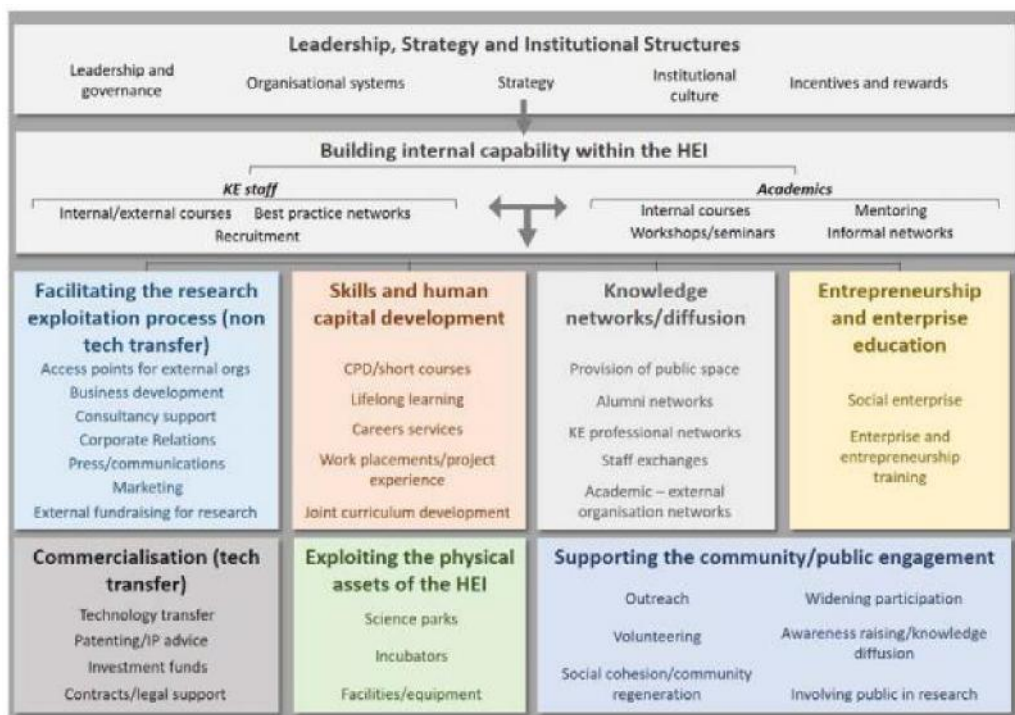 Leadership, Strategy and Institutional Structures
Leadership and
governance
Organisational systems
Strategy
Institutional
culture
Incentives and rewards
Building internal capability within the HEI
KE staff
Internal/external courses
Best practice networks
Recruitment
Academics
Internal courses
Mentoring
Workshops/seminars
Informal networks
Facilitating the research
exploitation process (non
tech transfer)
Access points for external orgs
Business development
Consultancy support
Corporate Relations
Press/communications
Marketing
External fundraising for research
Skills and human
capital development
CPD/short courses
Lifelong learning
Careers services
Work placements/project
experience
Joint curriculum development
Knowledge
networks/diffusion
Provision of public space
Alumni networks
KE professional networks
Staff exchanges
Academic – external
organisation networks
Entrepreneurship
and enterprise
education
Social enterprise
Enterprise and
entrepreneurship
training
Commercialisation (tech
transfer)
Technology transfer
Patenting/IP advice
Investment funds
Contracts/legal support
Exploiting the physical
assets of the HEI
Science parks
Incubators
Facilities/equipment
Supporting the community/public engagement
Outreach
Volunteering
Social cohesion/community
regeneration
Widening participation
Awareness raising/knowledge
diffusion
Involving public in research